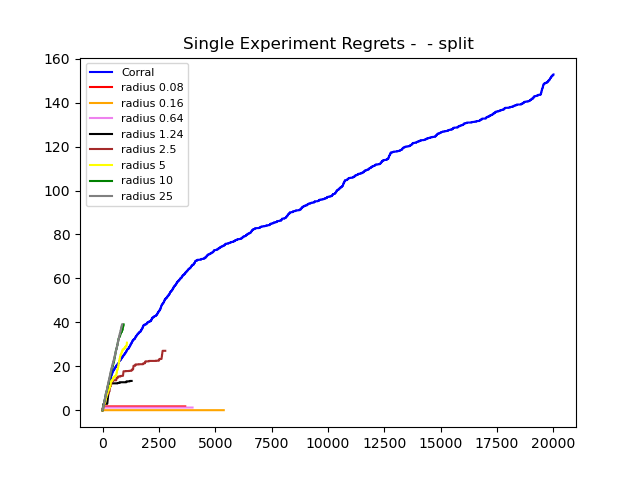 Single Experiment Regrets -  - split
160
140
120
100
80
60
40
20
0
Corral
radius 0.08
radius 0.16
radius 0.64
radius 1.24
radius 2.5
radius 5
radius 10
radius 25
0 2500 5000 7500 10000 12500 15000 17500 20000